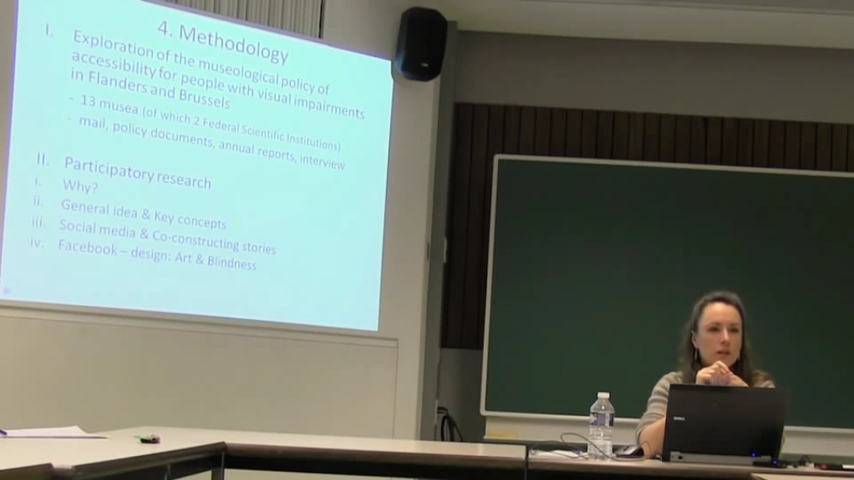 4. Methodology
I. Exploration of the museological policy of
accessibility for people with visual impairments
in Flanders and Brussels
- 13 musea (of which 2 Federal Scientific Institutions)
- mail, policy documents, annual reports, interview
II. Participatory research
i. Why?
ii. General idea & Key concepts
iii. Social media & Co-constructing stories
iv. Facebook – design: Art & Blindness
DELL